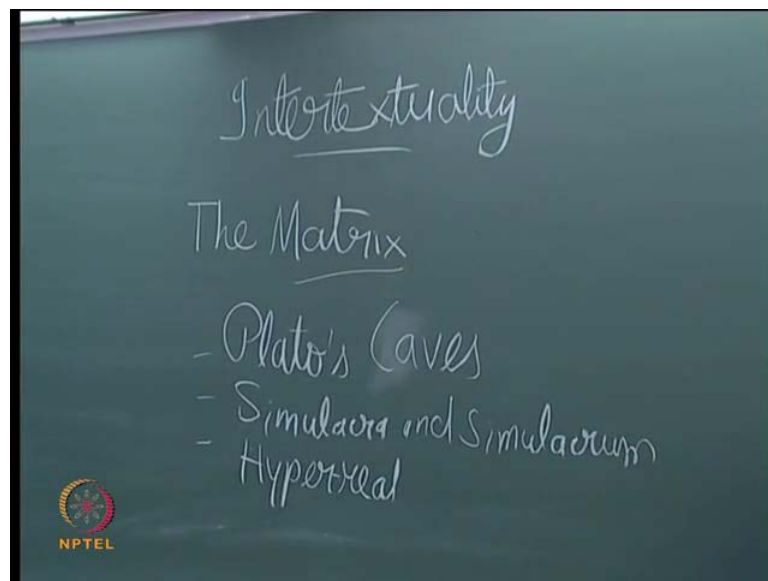 Intertextuality
The Matrix
- Plato's Caves
- Simulacra and Simulacrum
- Hyperreal
NPTEL